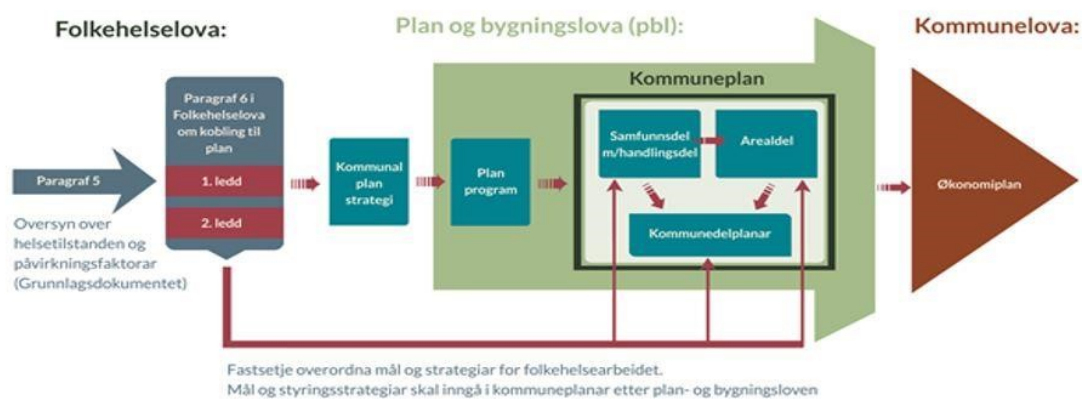 Folkehelselova:
Plan og bygningslova (pbl):
Kommunelova:
Paragraf 5
Oversyn over
helsetilstanden og
påvirkningsfaktorar
(Grunnlagsdokumentet)
Paragraf 6 i
Folkehelselova
om kobling til
plan
1. ledd
2. ledd
Kommunal
plan
strategi
Plan
program
Kommuneplan
Samfunnsdel
m/handlingsdel
Arealdel
Kommunedelplanar
Økonomiplan
Fastsetje overordna mål og strategiar for folkehelsearbeidet.
Mål og styringsstrategiar skal inngå i kommuneplanar etter plan- og bygningsloven